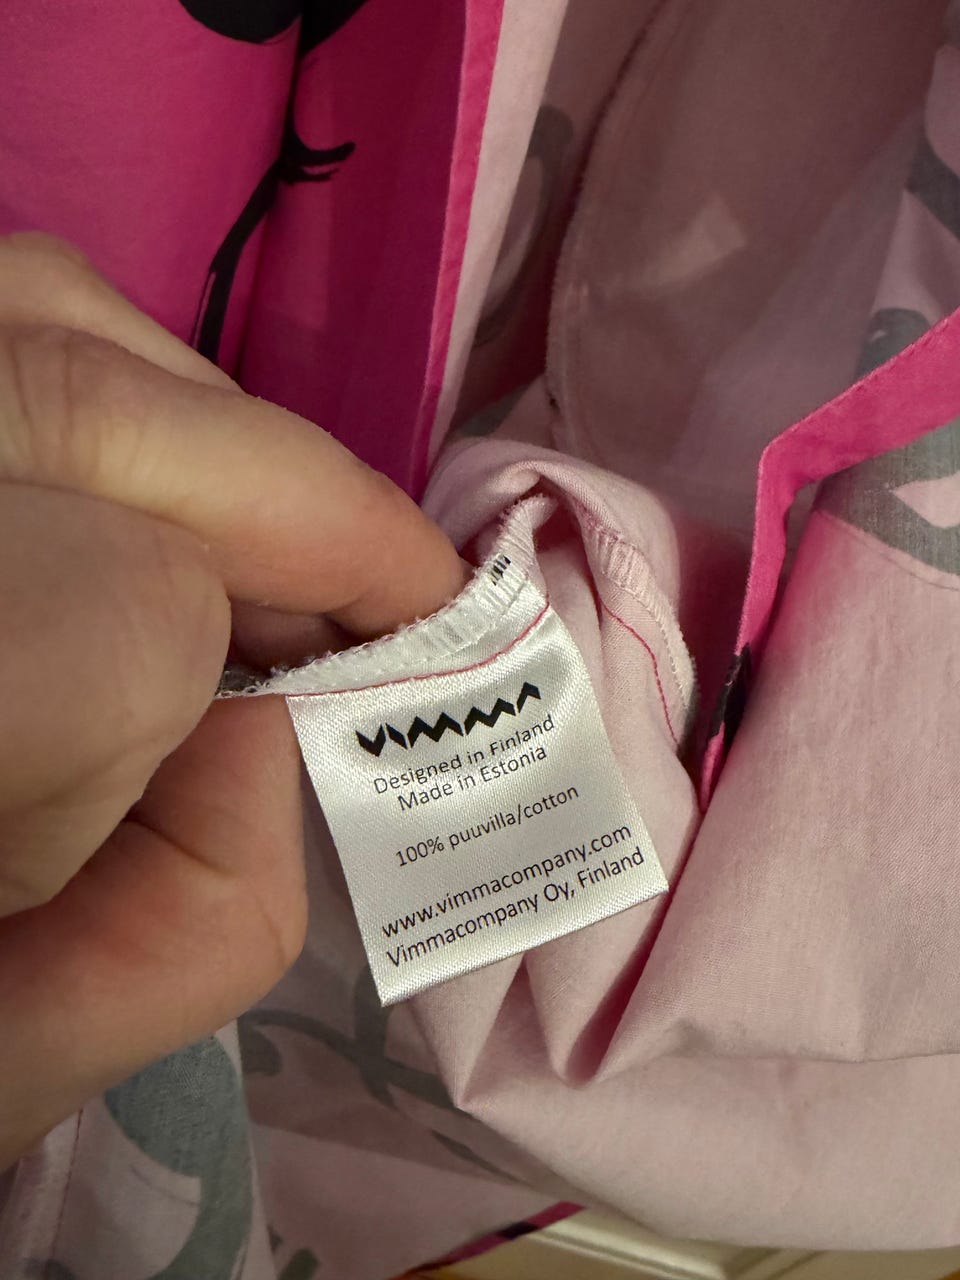 VIMMA
Designed in Finland
Made in Estonia
100% puuvilla/cotton
www.vimmacompany.com
Vimmacompany Oy, Finland